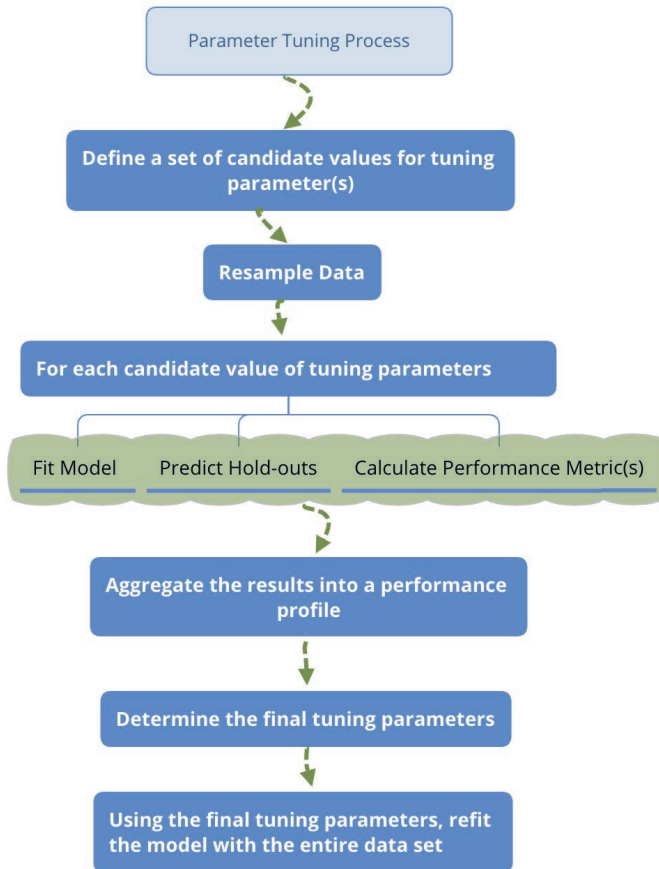 Parameter Tuning Process
Define a set of candidate values for tuning
parameter(s)
Resample Data
For each candidate value of tuning parameters
Fit Model
Predict Hold-outs
Calculate Performance Metric(s)
Aggregate the results into a performance
profile
Determine the final tuning parameters
Using the final tuning parameters, refit
the model with the entire data set